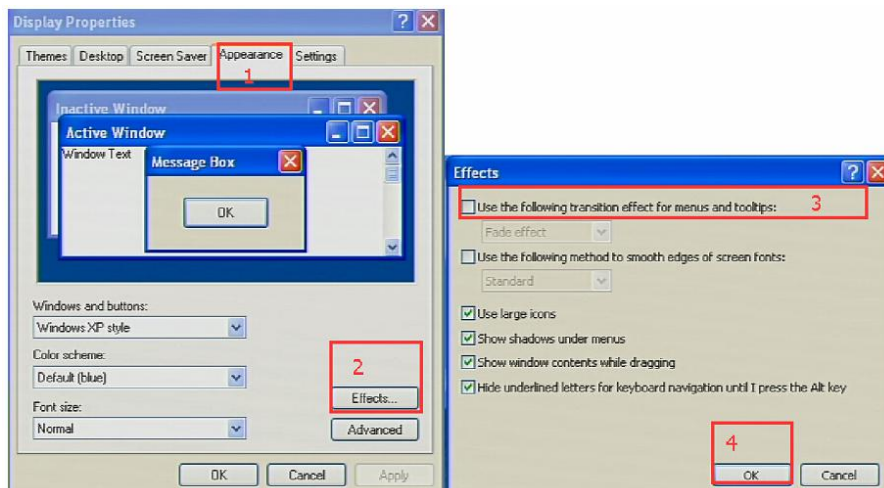 Display Properties
Themes Desktop Screen Saver Appearance Settings
1
Inactive Window
Active Window
Window Text
Message Box
OK
Windows and buttons:
Windows XP style
Color scheme:
Default (blue)
2
Effects...
Font size:
Normal
Advanced
OK Cancel Apply
Effects
Use the following transition effect for menus and tooltips: 3
Fade effect
Use the following method to smooth edges of screen fonts:
Standard
Use large icons
Show shadows under menus
Show window contents while dragging
Hide underlined letters for keyboard navigation until I press the Alt key
4
OK Cancel